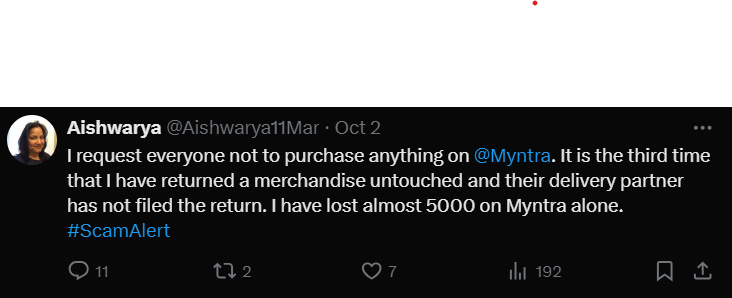 Aishwarya @Aishwarya11Mar · Oct 2
I request everyone not to purchase anything on @Myntra. It is the third time
that I have returned a merchandise untouched and their delivery partner
has not filed the return. I have lost almost 5000 on Myntra alone.
#ScamAlert
11 2 7 192